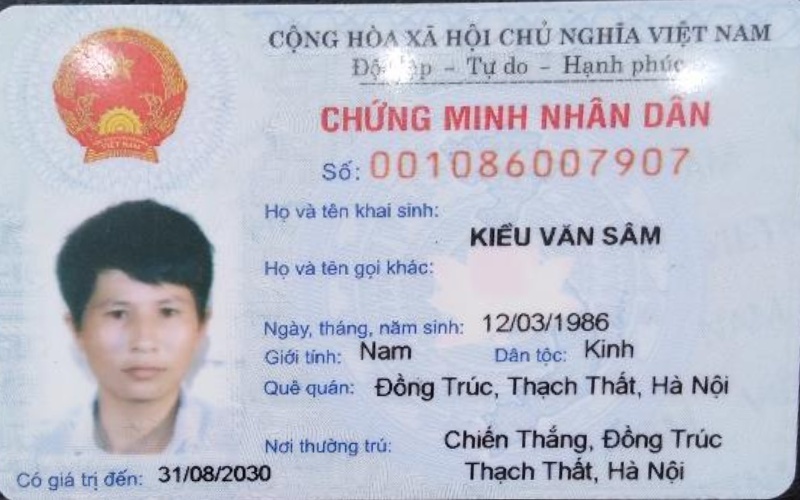 CỘNG HÒA XÃ HỘI CHỦ NGHĨA VIỆT NAM
Độc lập - Tự do - Hạnh phúc
CHỨNG MINH NHÂN DÂN
Số: 001086007907
Họ và tên khai sinh:
KIỀU VĂN SÂM
Họ và tên gọi khác:
Ngày, tháng, năm sinh: 12/03/1986
Giới tính: Nam Dân tộc: Kinh
Quê quán: Đồng Trúc, Thạch Thất, Hà Nội
Nơi thường trú: Chiến Thắng, Đồng Trúc
Thạch Thất, Hà Nội
Có giá trị đến: 31/08/2030
VIỆT NAM